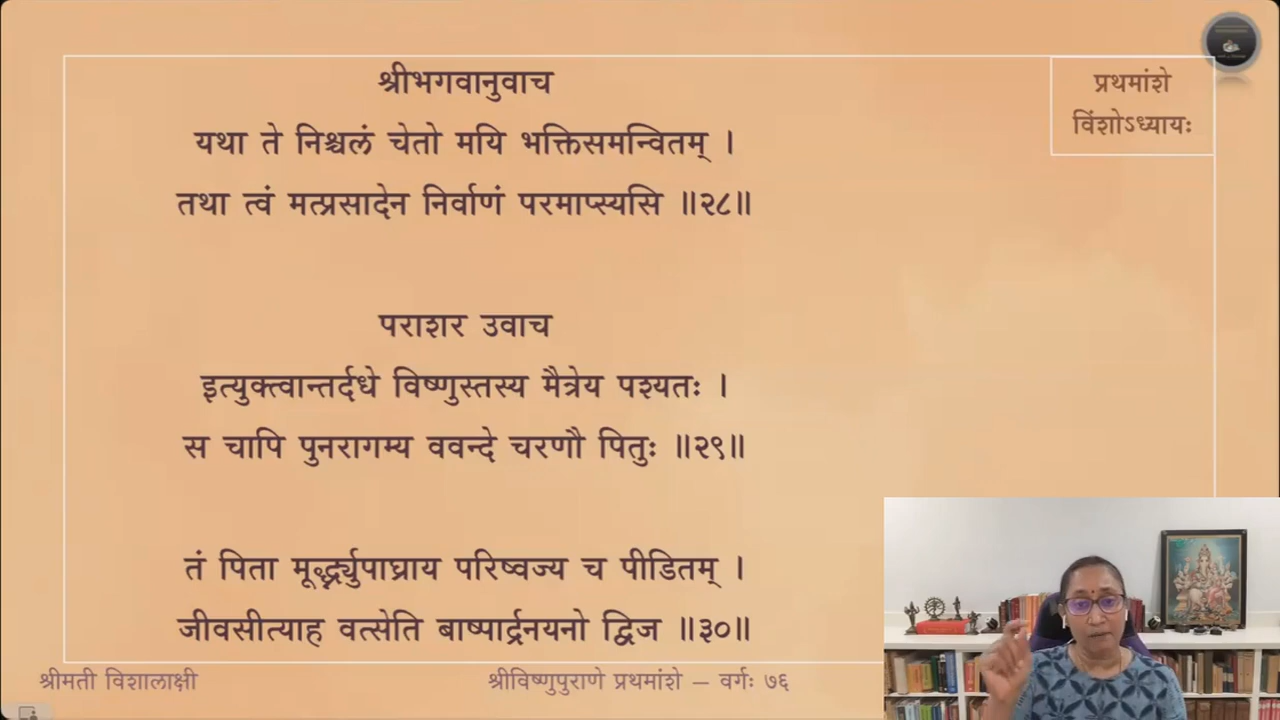 श्रीभगवानुवाच
प्रथमांशे
विंशोऽध्यायः
यथा ते निश्चलं चेतो मयि भक्तिसमन्वितम् ।
तथा त्वं मत्प्रसादेन निर्वाणं परमाप्स्यसि ॥२८॥
पराशर उवाच
इत्युक्त्वान्तर्दधे विष्णुस्तस्य मैत्रेय पश्यतः ।
स चापि पुनरागम्य ववन्दे चरणौ पितुः ॥२९॥
तं पिता मूर्द्ध्न्युपाघ्राय परिष्वज्य च पीडितम् ।
जीवसीत्याह वत्सेति बाष्पार्द्रनयनो द्विज ॥३०॥
श्रीमती विशालाक्षी
श्रीविष्णुपुराणे प्रथमांशे – वर्गः ७६